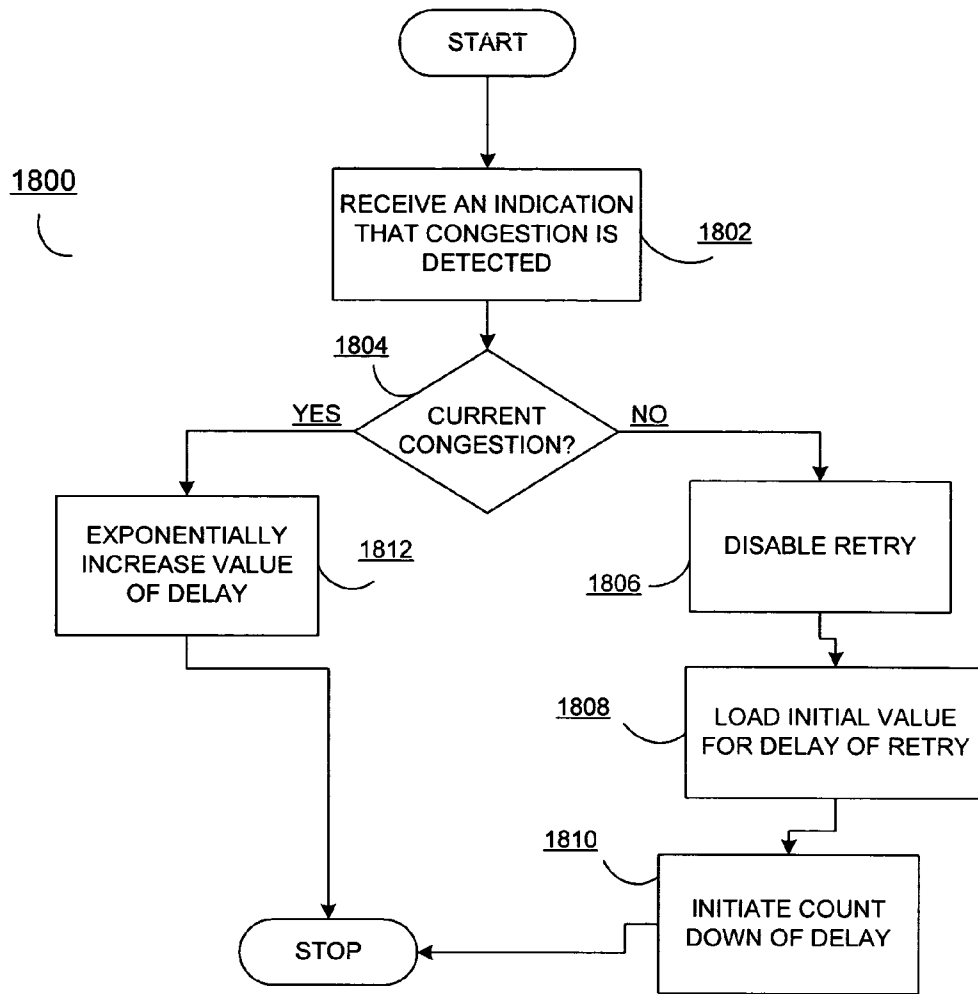 START
1800
RECEIVE AN INDICATION
THAT CONGESTION IS
DETECTED
1802
1804
YES
CURRENT
CONGESTION?
NO
EXPONENTIALLY
INCREASE VALUE
OF DELAY
1812
DISABLE RETRY
1806
1808
LOAD INITIAL VALUE
FOR DELAY OF RETRY
1810
INITIATE COUNT
DOWN OF DELAY
STOP